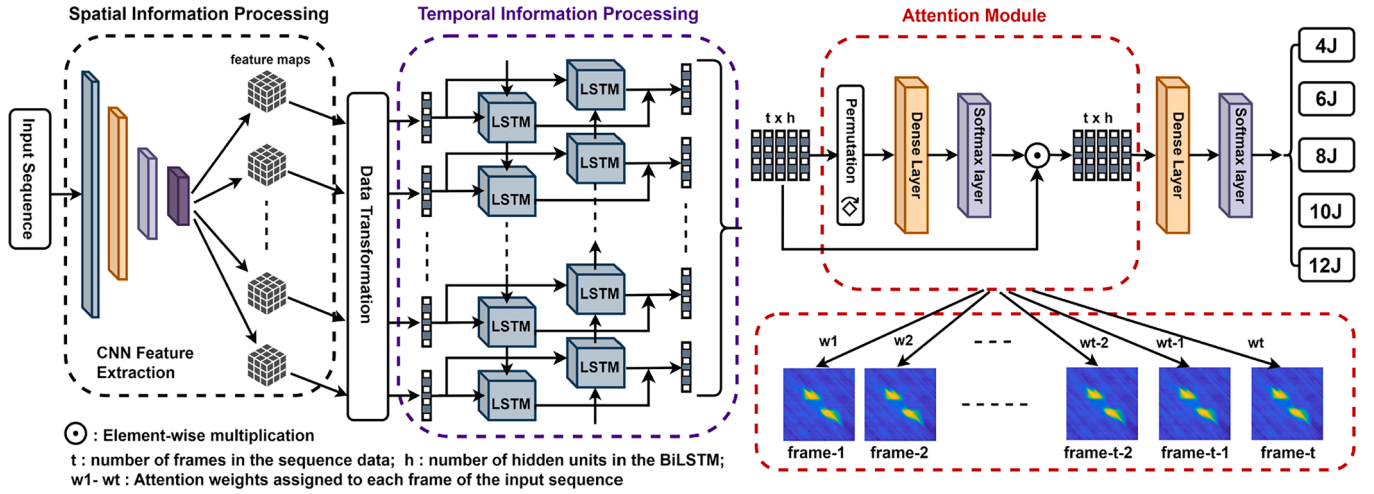 Spatial Information Processing
Temporal Information Processing
Attention Module
Input Sequence
feature maps
CNN Feature
Extraction
Data Transformation
LSTM
LSTM
LSTM
LSTM
LSTM
LSTM
LSTM
LSTM
t x h
Permutation
Dense Layer
Softmax layer
t x h
Dense Layer
Softmax layer
4J
6J
8J
10J
12J
w1
w2
wt-2
wt-1
wt
frame-1
frame-2
frame-t-2
frame-t-1
frame-t
: Element-wise multiplication
t : number of frames in the sequence data; h : number of hidden units in the BiLSTM;
w1- wt : Attention weights assigned to each frame of the input sequence